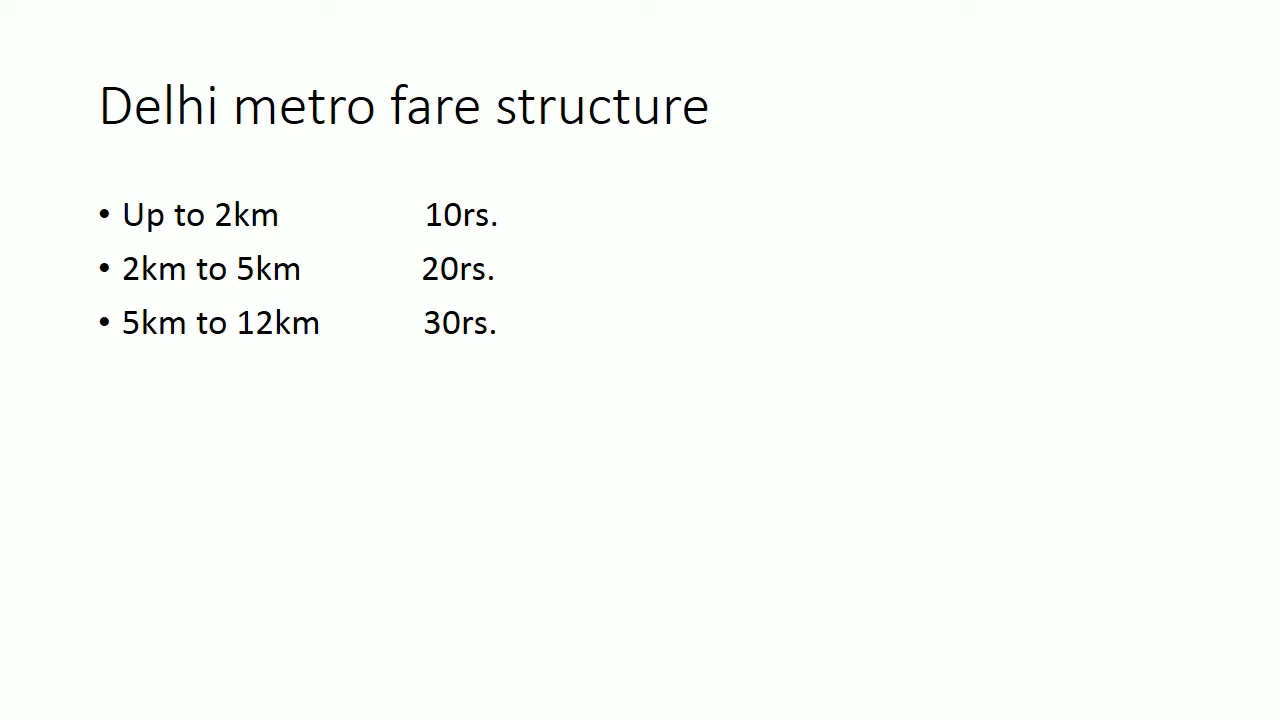 Delhi metro fare structure
• Up to 2km 10rs.
• 2km to 5km 20rs.
• 5km to 12km 30rs.